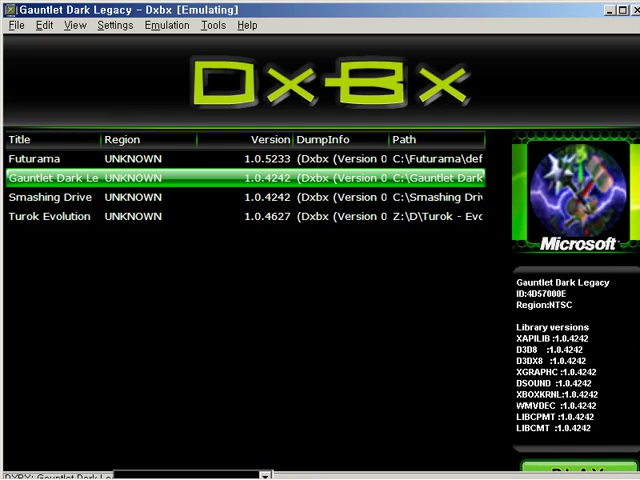 Gauntlet Dark Legacy - Dxbx [Emulating]
File Edit View Settings Emulation Tools Help
DxBx
Title Region Version DumpInfo Path
Futurama UNKNOWN 1.0.5233 (Dxbx (Version 0 C:\Futurama\def
Gauntlet Dark Le UNKNOWN 1.0.4242 (Dxbx (Version 0 C:\Gauntlet Dark
Smashing Drive UNKNOWN 1.0.4242 (Dxbx (Version 0 C:\Smashing Driv
Turok Evolution UNKNOWN 1.0.4627 (Dxbx (Version 0 Z:\D\Turok - Evo
Microsoft
Gauntlet Dark Legacy
ID:4D57000E
Region:NTSC
Library versions
XAPILIB :1.0.4242
D3D8 :1.0.4242
D3DX8 :1.0.4242
XGRAPHC :1.0.4242
DSOUND :1.0.4242
XBOXKRNL:1.0.4242
WMVDEC :1.0.4242
LIBCPMT :1.0.4242
LIBCMT :1.0.4242
PLAY
DXBX: Gauntlet Dark Le